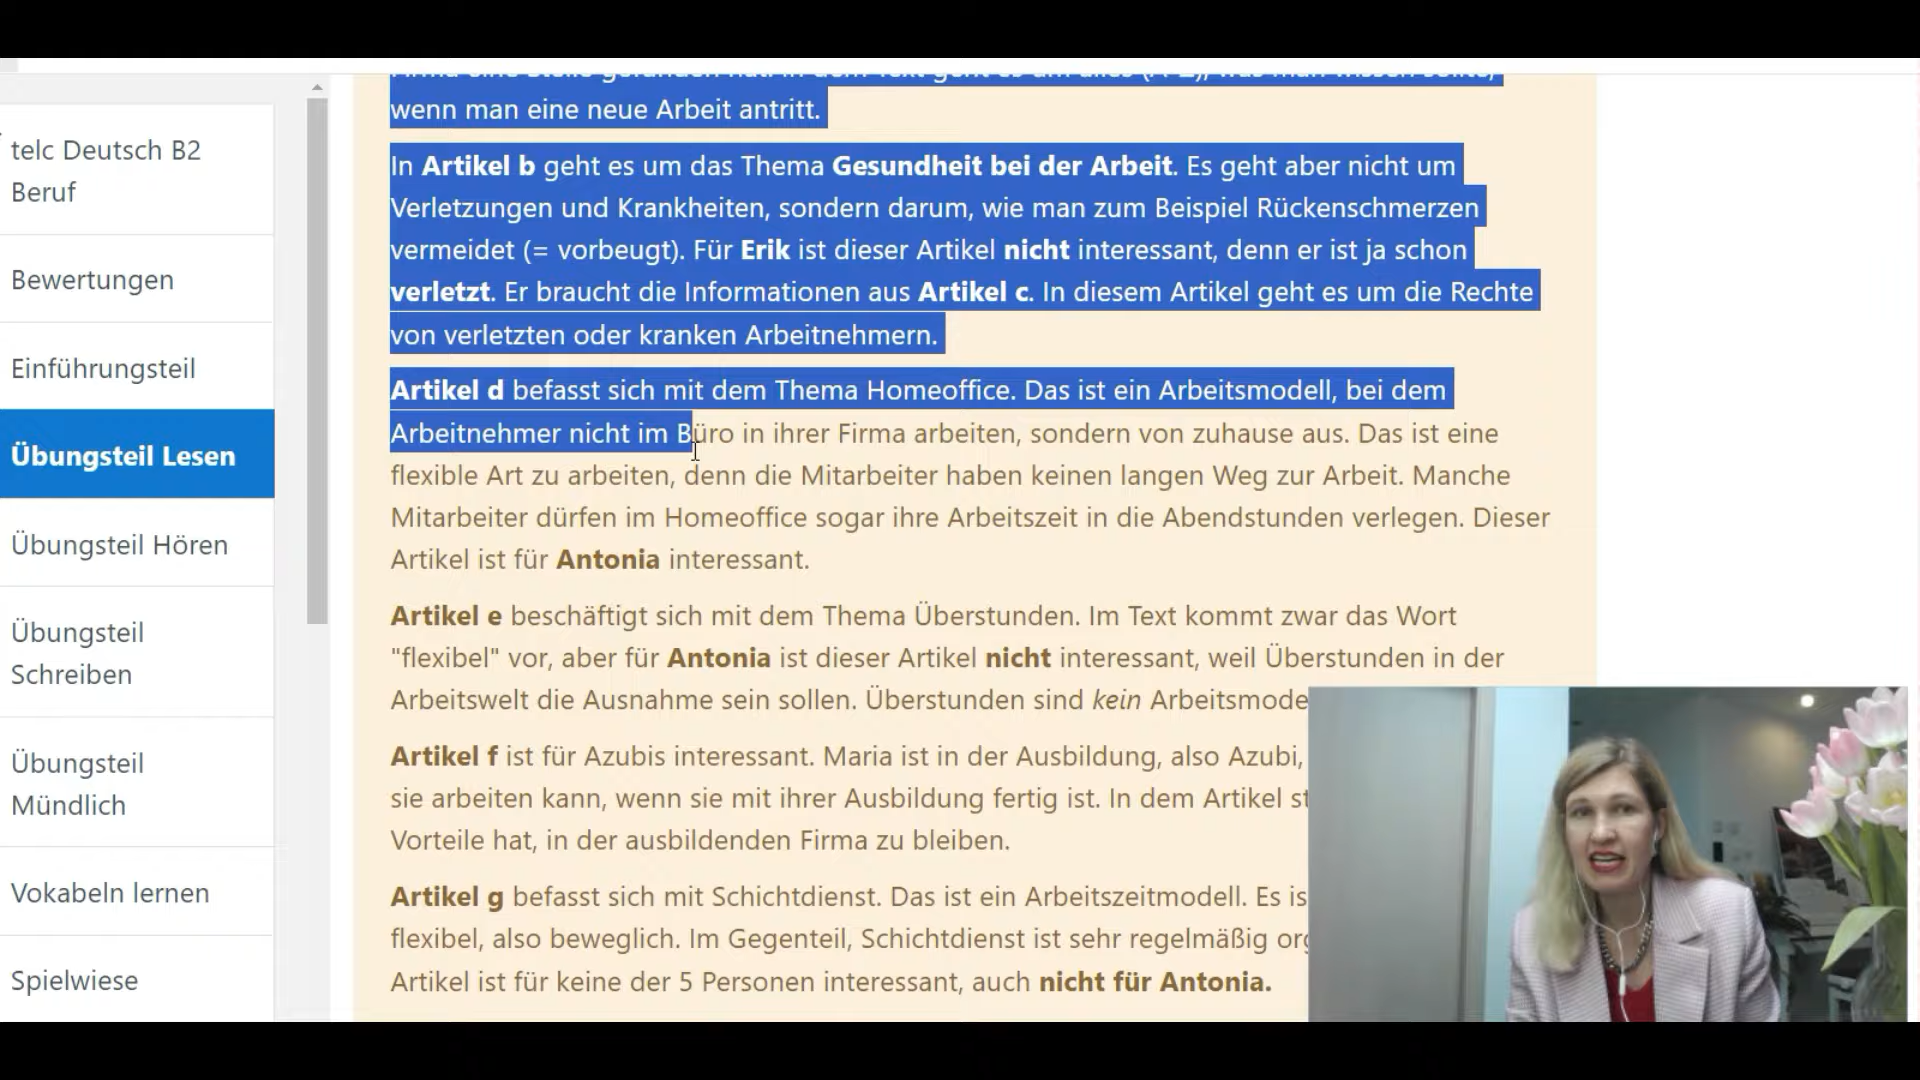 telc Deutsch B2
Beruf
Bewertungen
Einführungsteil
Übungsteil Lesen
Übungsteil Hören
Übungsteil
Schreiben
Übungsteil
Mündlich
Vokabeln lernen
Spielwiese
wenn man eine neue Arbeit antritt.
In Artikel b geht es um das Thema Gesundheit bei der Arbeit. Es geht aber nicht um
Verletzungen und Krankheiten, sondern darum, wie man zum Beispiel Rückenschmerzen
vermeidet (= vorbeugt). Für Erik ist dieser Artikel nicht interessant, denn er ist ja schon
verletzt. Er braucht die Informationen aus Artikel c. In diesem Artikel geht es um die Rechte
von verletzten oder kranken Arbeitnehmern.
Artikel d befasst sich mit dem Thema Homeoffice. Das ist ein Arbeitsmodell, bei dem
Arbeitnehmer nicht im Büro in ihrer Firma arbeiten, sondern von zuhause aus. Das ist eine
flexible Art zu arbeiten, denn die Mitarbeiter haben keinen langen Weg zur Arbeit. Manche
Mitarbeiter dürfen im Homeoffice sogar ihre Arbeitszeit in die Abendstunden verlegen. Dieser
Artikel ist für Antonia interessant.
Artikel e beschäftigt sich mit dem Thema Überstunden. Im Text kommt zwar das Wort
"flexibel" vor, aber für Antonia ist dieser Artikel nicht interessant, weil Überstunden in der
Arbeitswelt die Ausnahme sein sollen. Überstunden sind kein Arbeitsmode
Artikel f ist für Azubis interessant. Maria ist in der Ausbildung, also Azubi,
sie arbeiten kann, wenn sie mit ihrer Ausbildung fertig ist. In dem Artikel st
Vorteile hat, in der ausbildenden Firma zu bleiben.
Artikel g befasst sich mit Schichtdienst. Das ist ein Arbeitszeitmodell. Es is
flexibel, also beweglich. Im Gegenteil, Schichtdienst ist sehr regelmäßig org
Artikel ist für keine der 5 Personen interessant, auch nicht für Antonia.